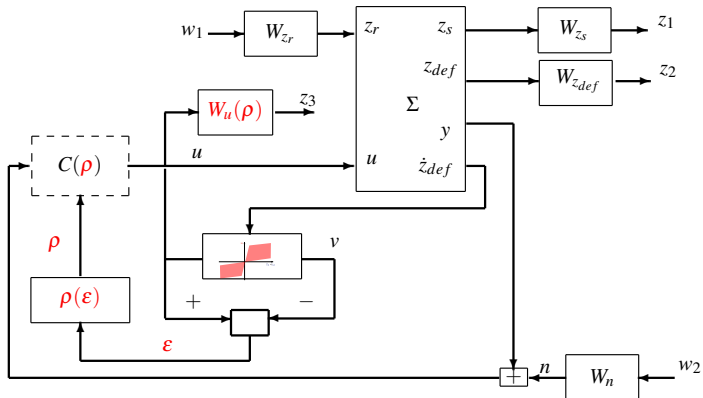 w₁ W_{z_r} z_r z_s W_{z_s} z₁
z_{def} W_{z_{def}} z₂
W_u(ρ) z₃ Σ
y
C(ρ) u u ż_{def}
ρ v
ρ(ε) + −
ε
+ n W_n w₂